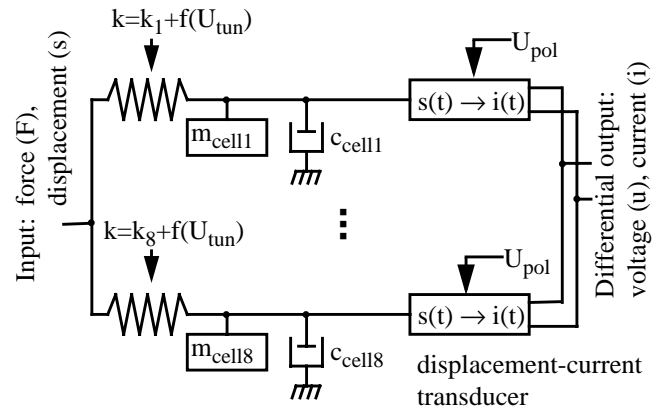 k=k1+f(Utun)
Upol
Input: force (F),
displacement (s)
s(t) → i(t)
mcell1
ccell1
Differential output:
voltage (u), current (i)
k=k8+f(Utun)
Upol
s(t) → i(t)
mcell8
ccell8
displacement-current
transducer